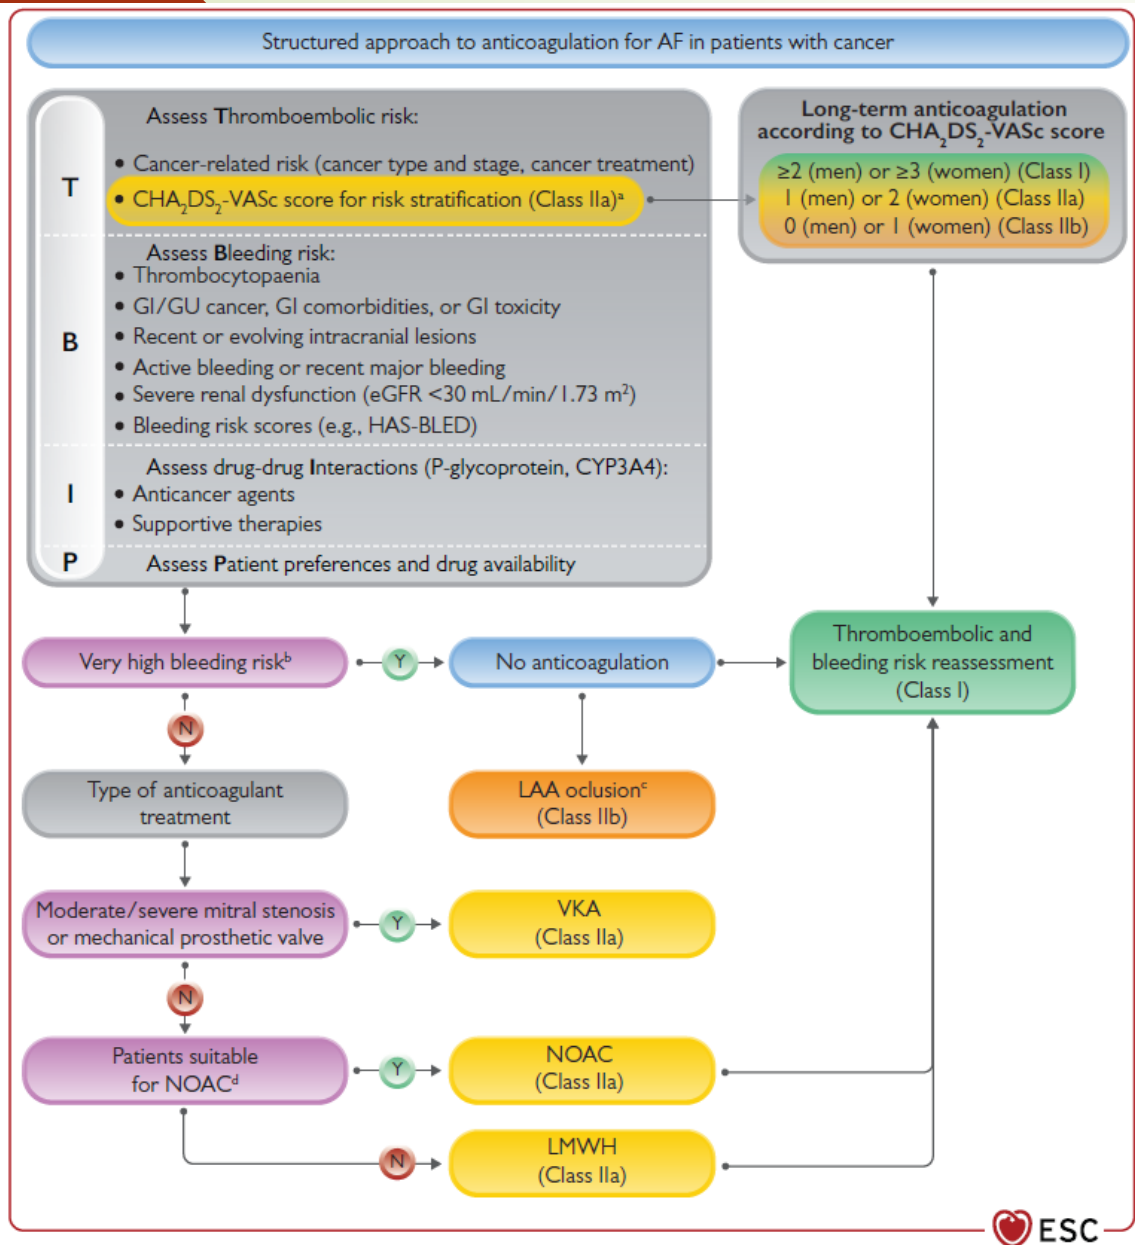 Structured approach to anticoagulation for AF in patients with cancer
T
Assess Thromboembolic risk:
• Cancer-related risk (cancer type and stage, cancer treatment)
• CHA₂DS₂-VASc score for risk stratification (Class IIa)ᵃ
Long-term anticoagulation
according to CHA₂DS₂-VASc score
≥2 (men) or ≥3 (women) (Class I)
1 (men) or 2 (women) (Class IIa)
0 (men) or 1 (women) (Class IIb)
B
Assess Bleeding risk:
• Thrombocytopaenia
• GI/GU cancer, GI comorbidities, or GI toxicity
• Recent or evolving intracranial lesions
• Active bleeding or recent major bleeding
• Severe renal dysfunction (eGFR <30 mL/min/1.73 m²)
• Bleeding risk scores (e.g., HAS-BLED)
I
Assess drug-drug Interactions (P-glycoprotein, CYP3A4):
• Anticancer agents
• Supportive therapies
P
Assess Patient preferences and drug availability
Very high bleeding riskᵇ
Y
No anticoagulation
Thromboembolic and
bleeding risk reassessment
(Class I)
N
Type of anticoagulant
treatment
LAA oclusionᶜ
(Class IIb)
Moderate/severe mitral stenosis
or mechanical prosthetic valve
Y
VKA
(Class IIa)
N
Patients suitable
for NOACᵈ
Y
NOAC
(Class IIa)
N
LMWH
(Class IIa)
ESC